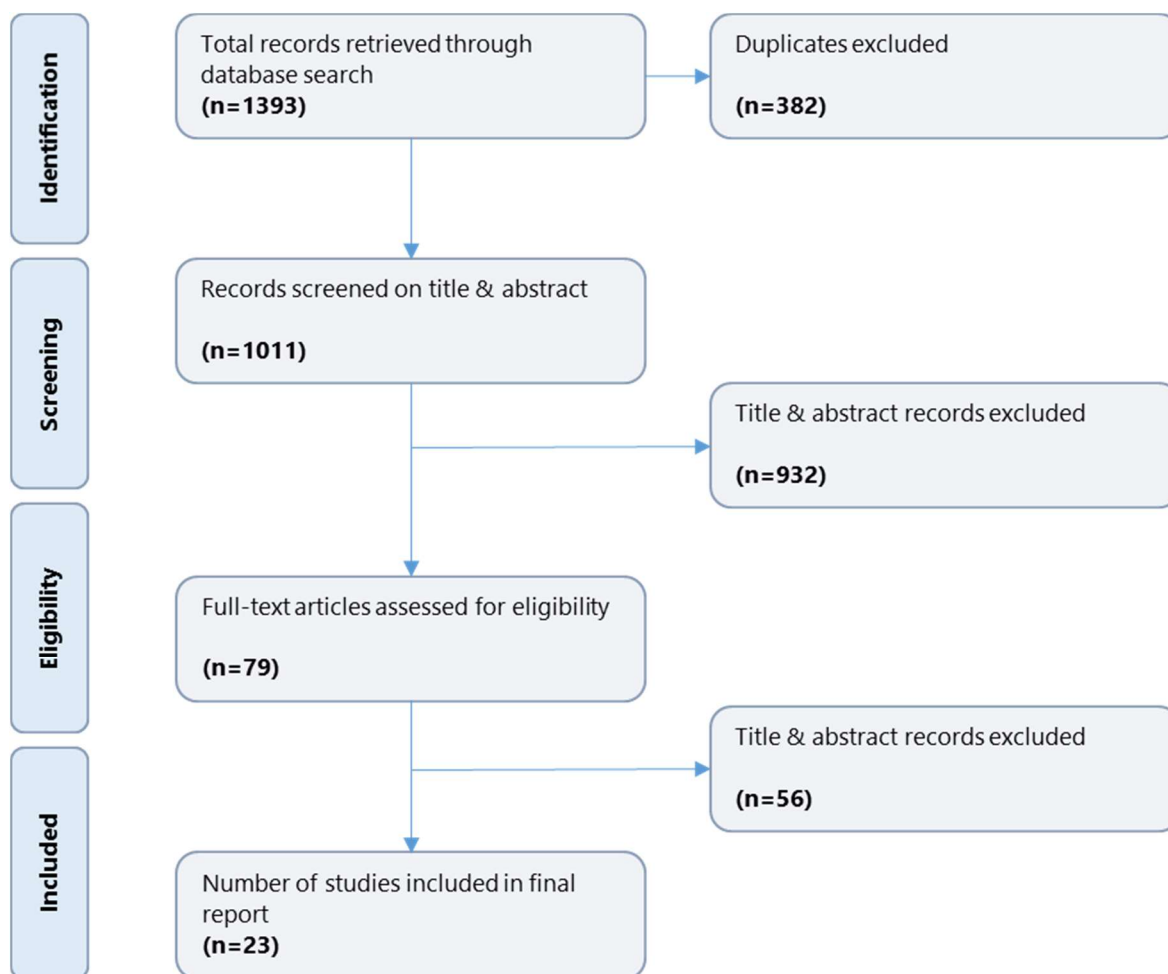 Identification
Total records retrieved through
database search
(n=1393)
Duplicates excluded
(n=382)
Screening
Records screened on title & abstract
(n=1011)
Title & abstract records excluded
(n=932)
Eligibility
Full-text articles assessed for eligibility
(n=79)
Title & abstract records excluded
(n=56)
Included
Number of studies included in final
report
(n=23)